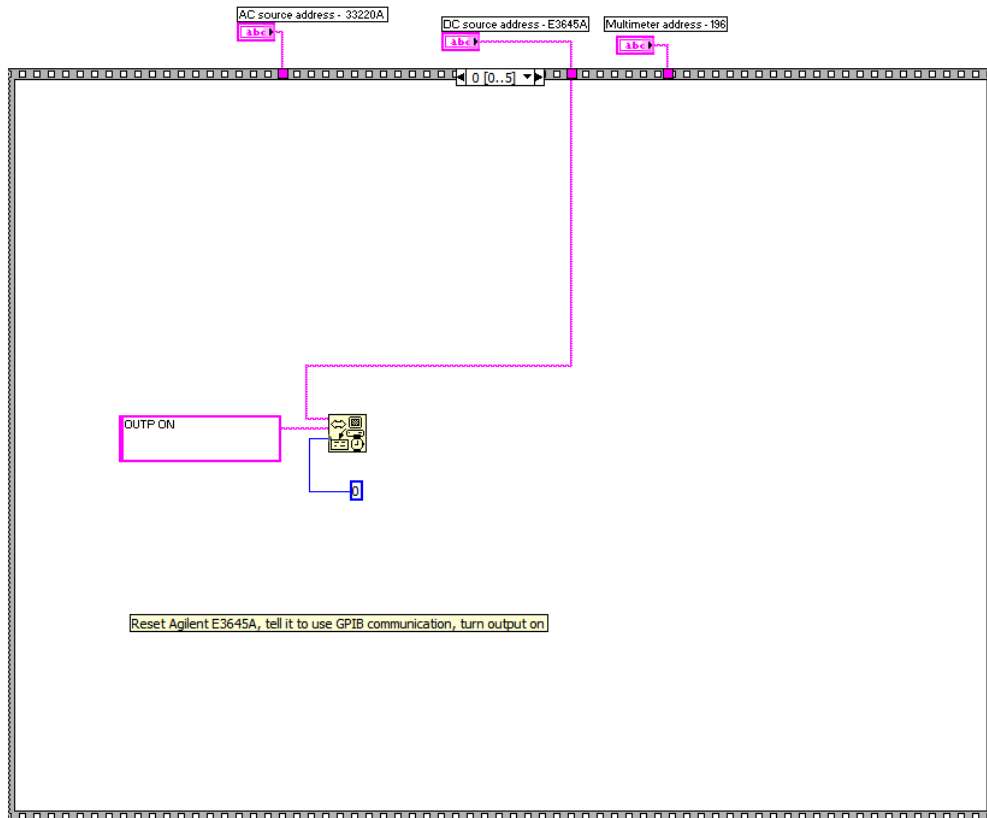 AC source address - 33220A
DC source address - E3645A
Multimeter address - 196
abc
abc
abc
0 [0..5]
OUTP ON
0
Reset Agilent E3645A, tell it to use GPIB communication, turn output on